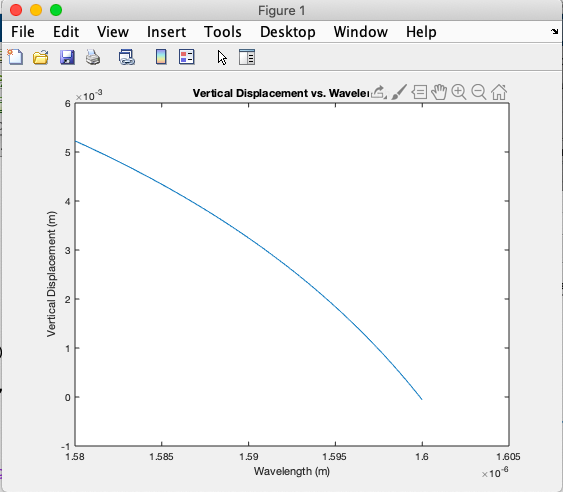 Figure 1
File Edit View Insert Tools Desktop Window Help
×10-3
Vertical Displacement vs. Wavele
6
5
4
3
2
1
0
-1
Vertical Displacement (m)
1.58 1.585 1.59 1.595 1.6 1.605
Wavelength (m)
×10-6